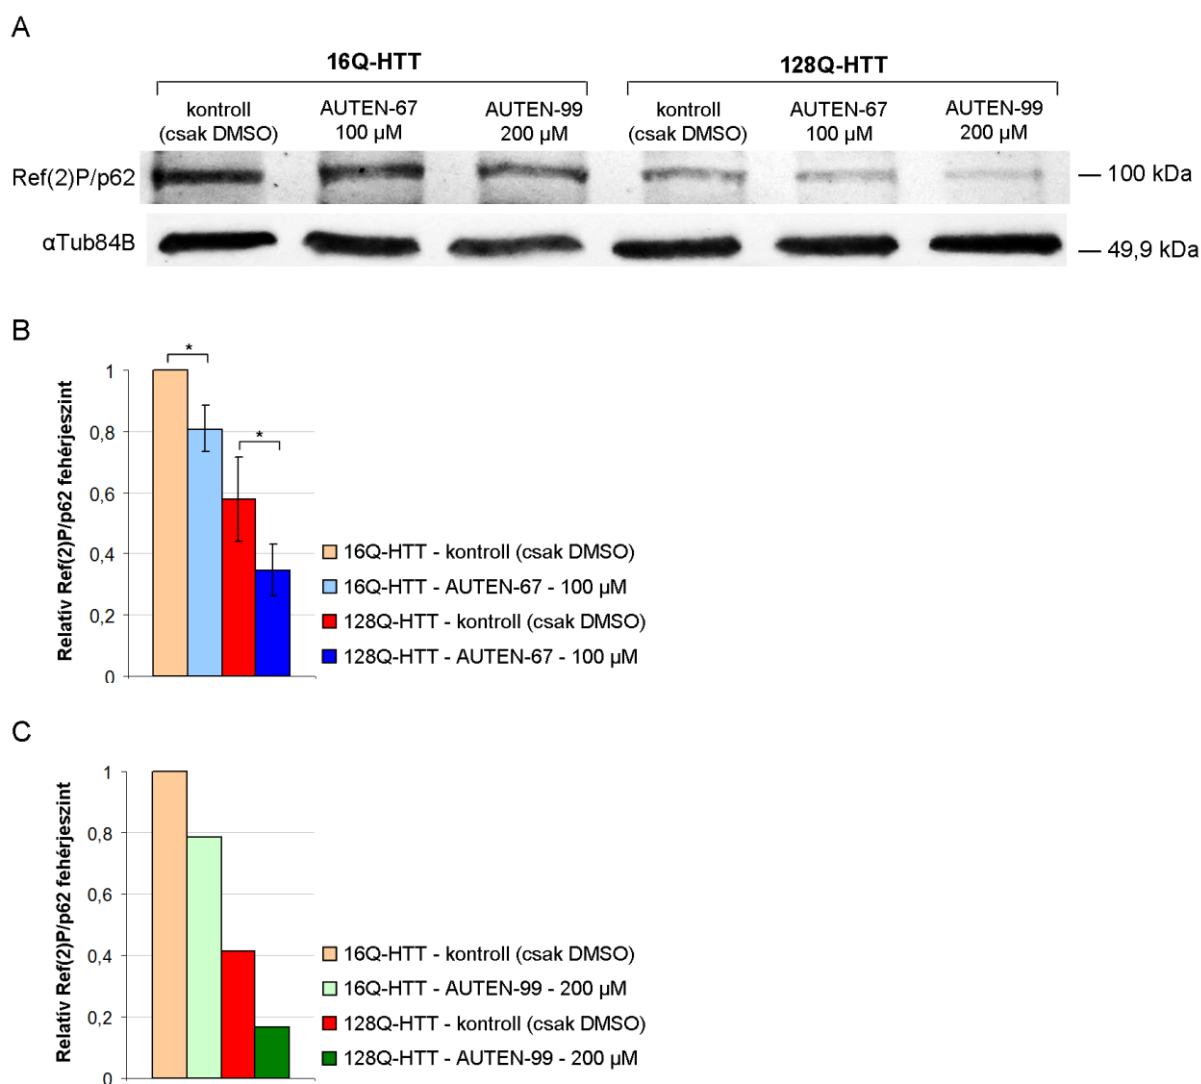 A
16Q-HTT
128Q-HTT
kontroll
(csak DMSO)
AUTEN-67
100 µM
AUTEN-99
200 µM
kontroll
(csak DMSO)
AUTEN-67
100 µM
AUTEN-99
200 µM
Ref(2)P/p62
— 100 kDa
αTub84B
— 49,9 kDa
B
*
*
Relatív Ref(2)P/p62 fehérjeszint
1
0,8
0,6
0,4
0,2
0
16Q-HTT - kontroll (csak DMSO)
16Q-HTT - AUTEN-67 - 100 µM
128Q-HTT - kontroll (csak DMSO)
128Q-HTT - AUTEN-67 - 100 µM
C
Relatív Ref(2)P/p62 fehérjeszint
1
0,8
0,6
0,4
0,2
0
16Q-HTT - kontroll (csak DMSO)
16Q-HTT - AUTEN-99 - 200 µM
128Q-HTT - kontroll (csak DMSO)
128Q-HTT - AUTEN-99 - 200 µM